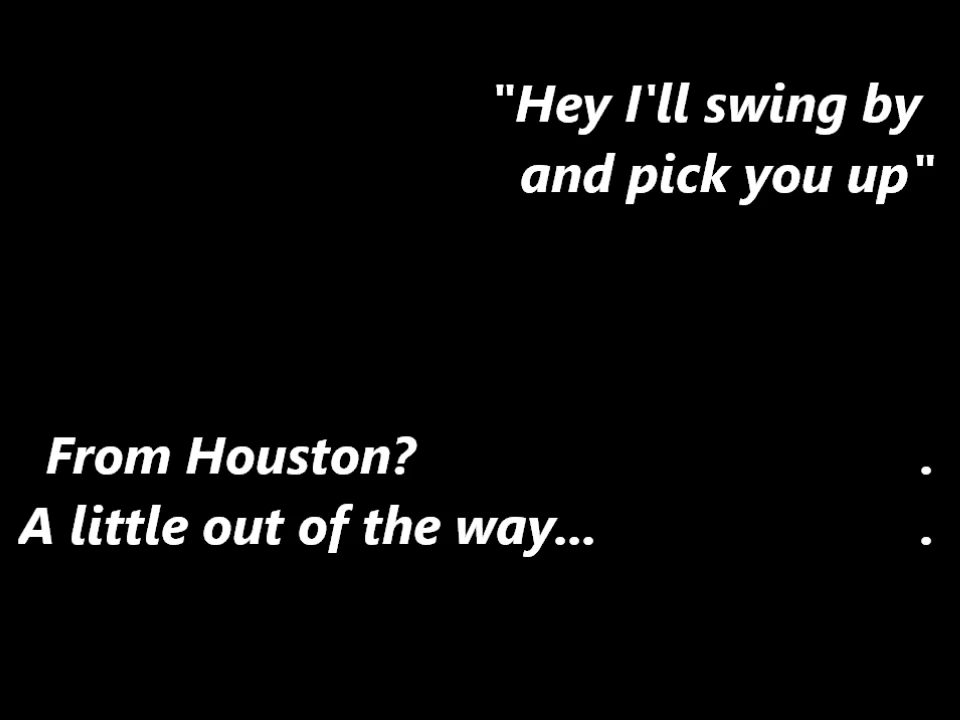 "Hey I'll swing by
and pick you up"
From Houston? .
A little out of the way... .